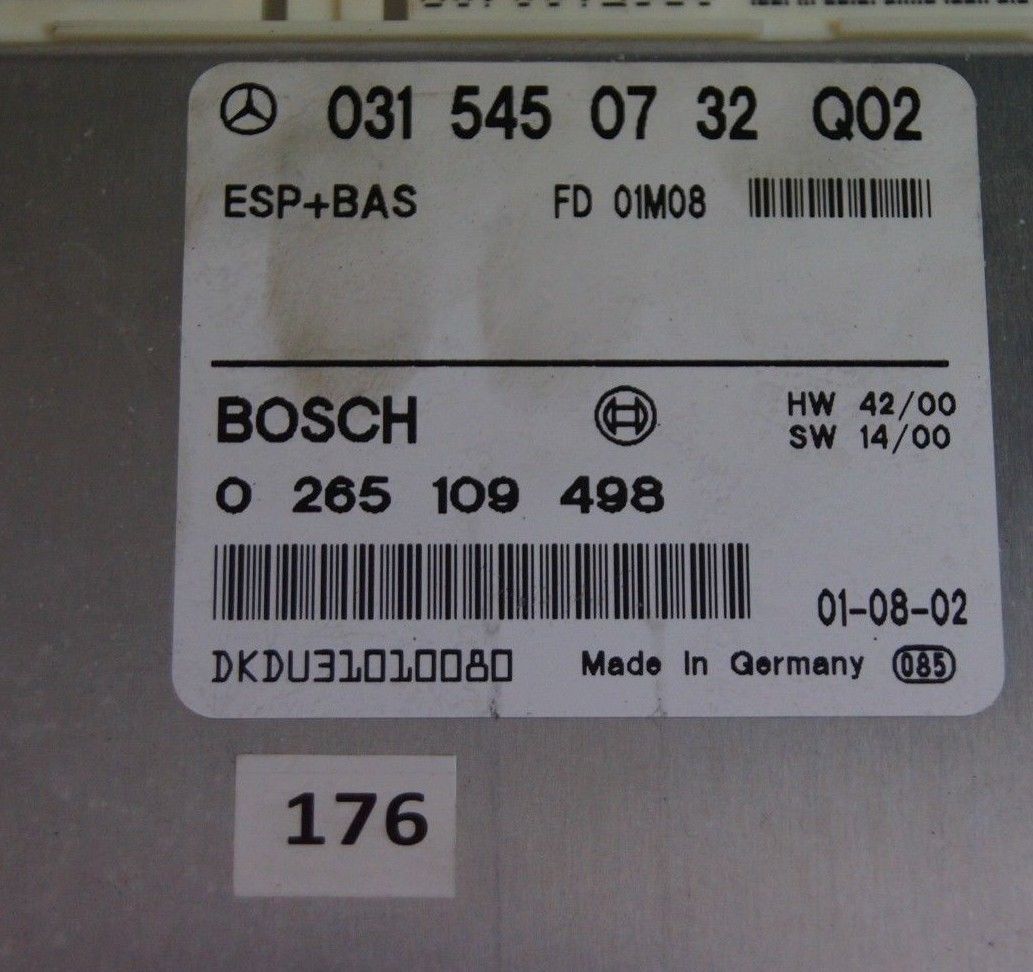 031 545 07 32 Q02
ESP+BAS FD 01M08
BOSCH HW 42/00
SW 14/00
0 265 109 498
01-08-02
DKDU31010080 Made In Germany 085
176